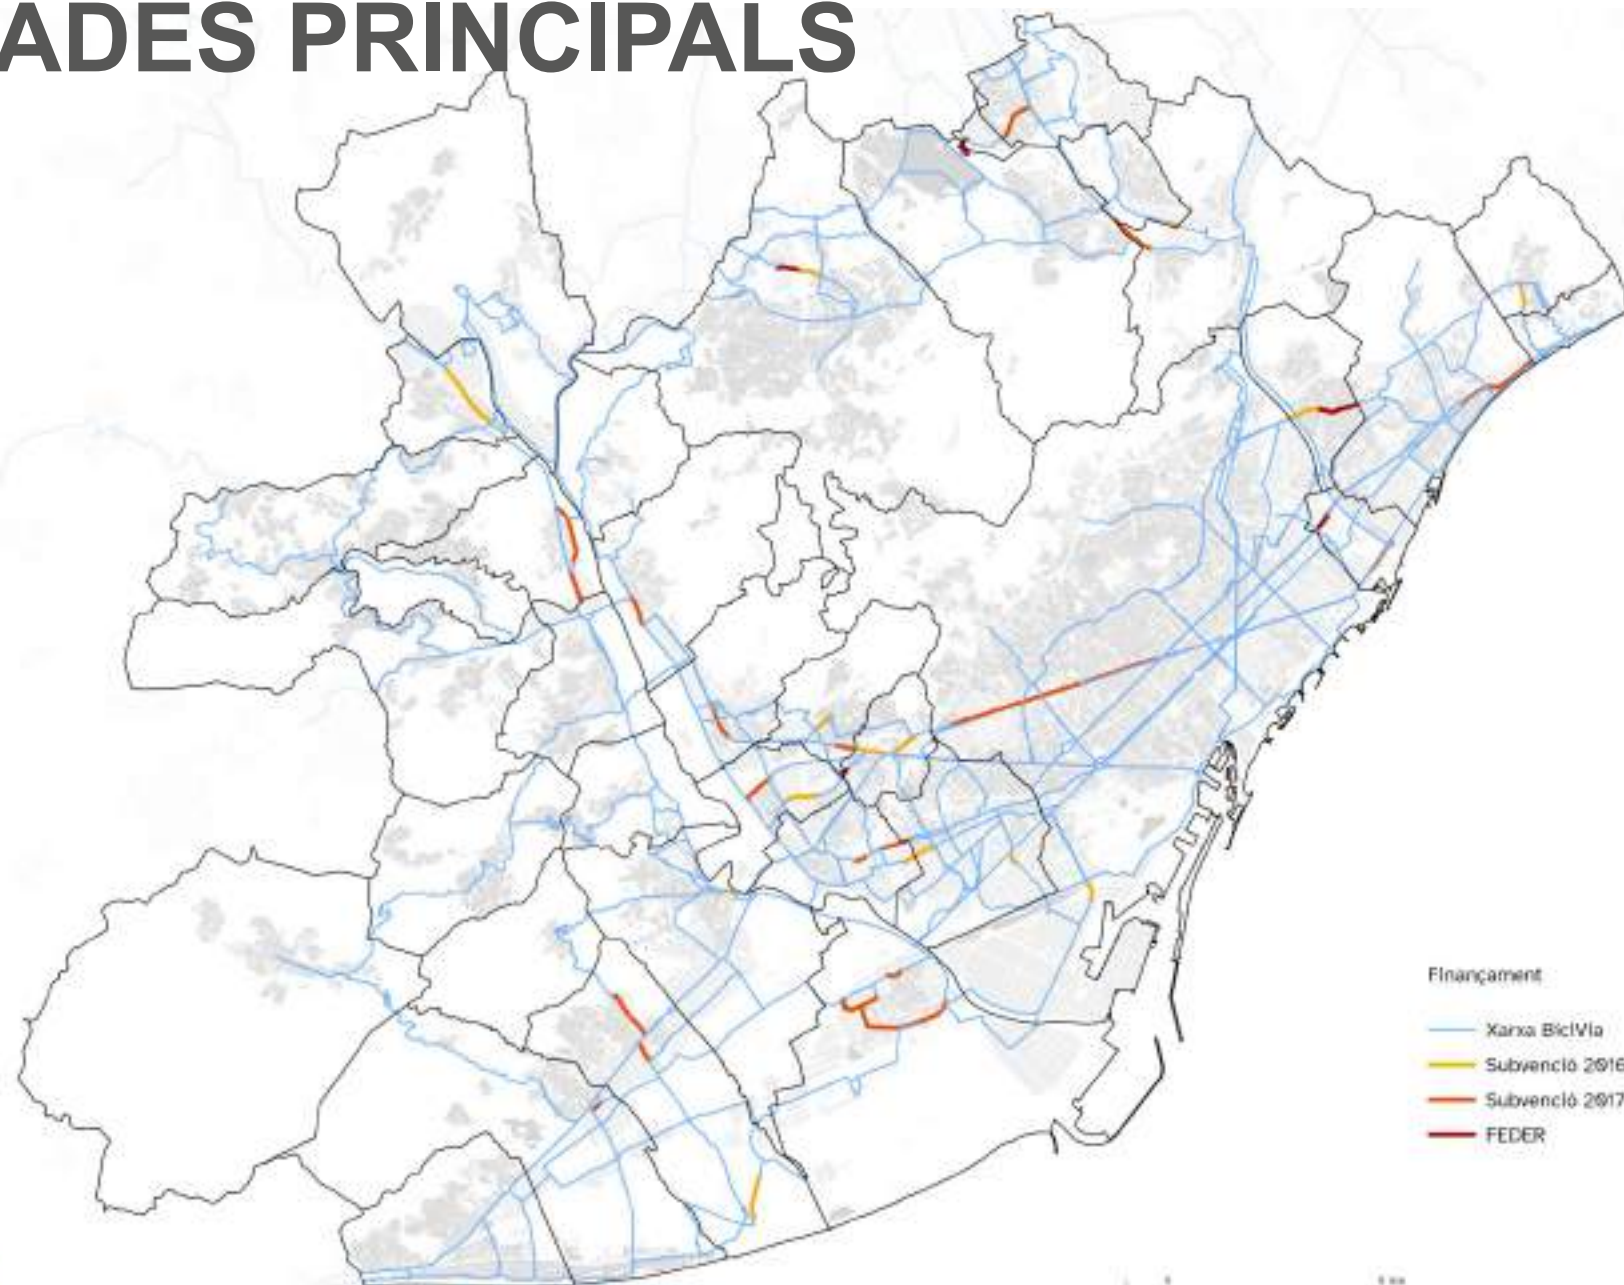 ADES PRINCIPALS
Finançament
Xarxa BiciVia
Subvenció 2016
Subvenció 2017
FEDER